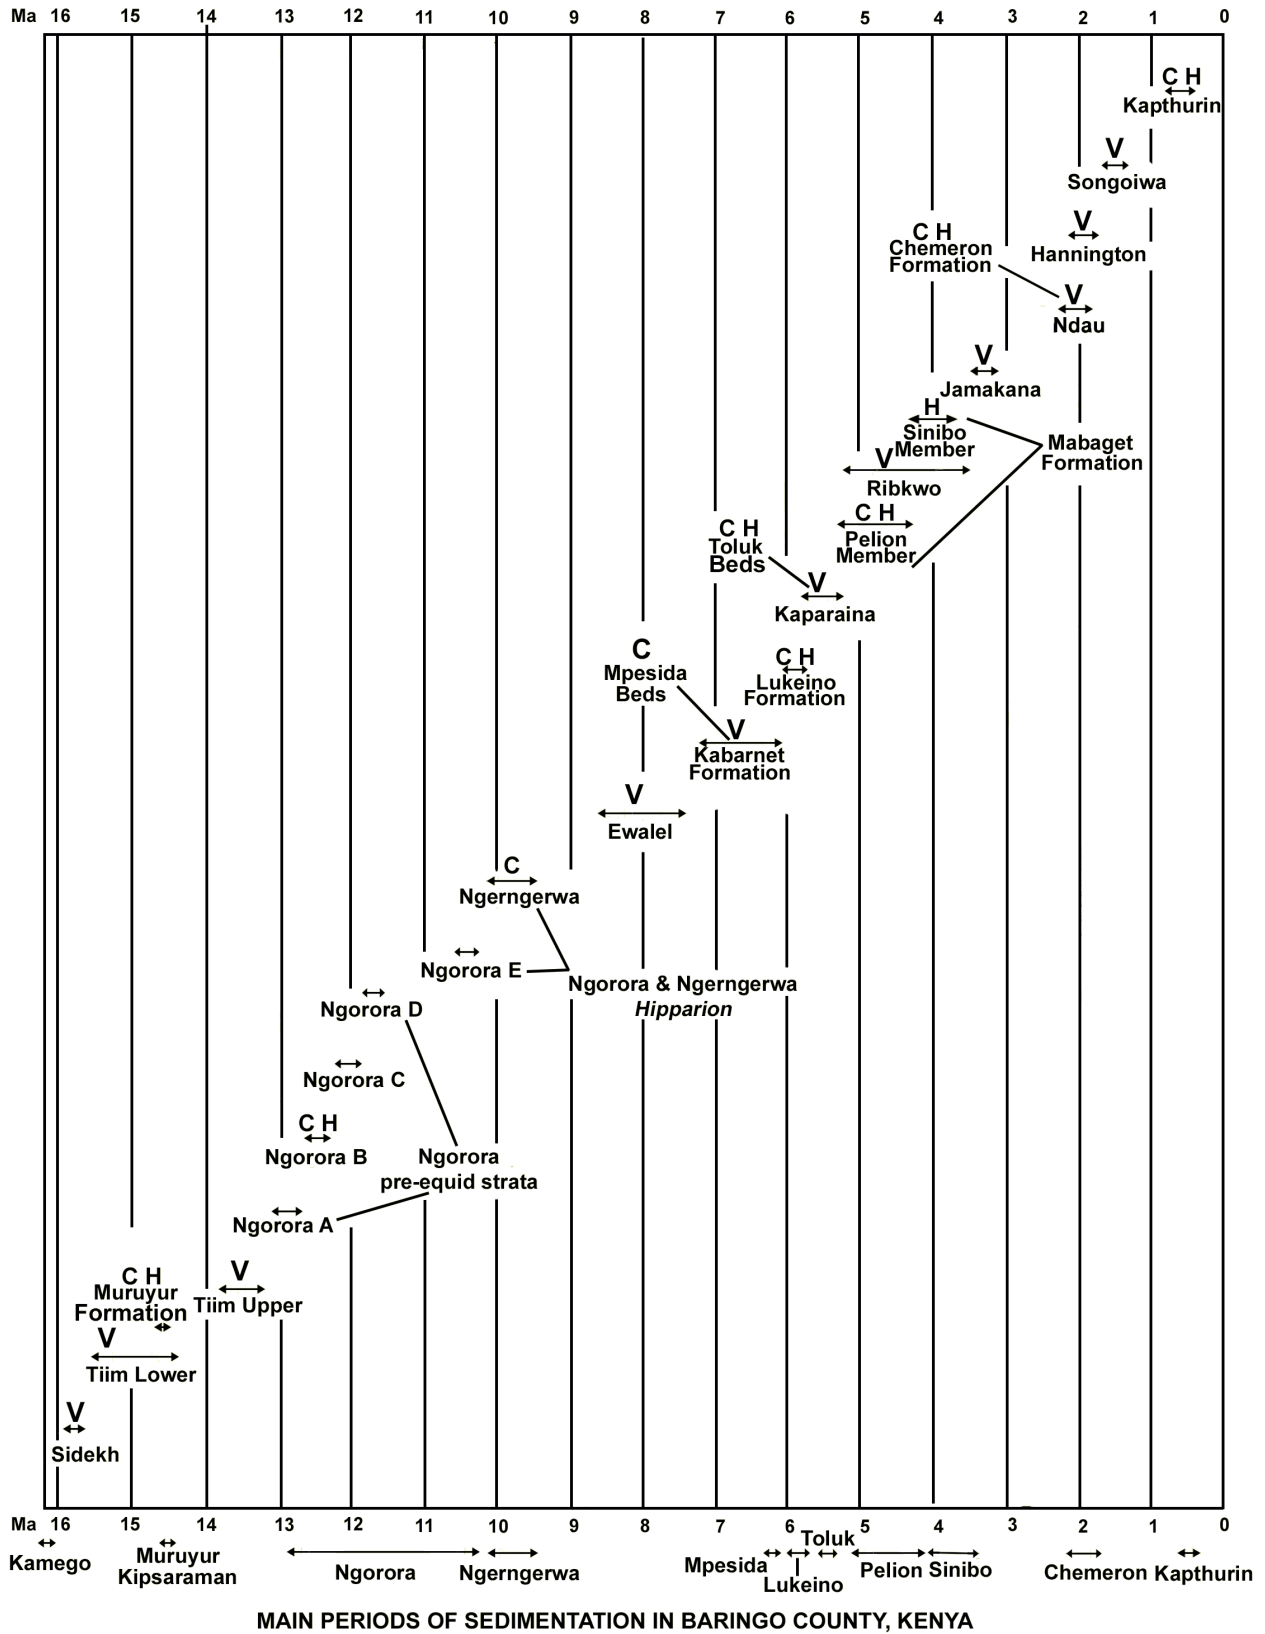 Ma 16 15 14 13 12 11 10 9 8 7 6 5 4 3 2 1 0
C H
Kapthurin
V
Songoiwa
V
Hannington
C H
Chemeron
Formation
V
Ndau
V
Jamakana
H
Sinibo
Member
Mabaget
Formation
V
Ribkwo
C H
Pelion
Member
C H
Toluk
Beds
V
Kaparaina
C
Mpesida
Beds
C H
Lukeino
Formation
V
Kabarnet
Formation
V
Ewalel
C
Ngerngerwa
Ngorora E
Ngorora & Ngerngerwa
Hipparion
Ngorora D
Ngorora C
C H
Ngorora B
Ngorora
pre-equid strata
Ngorora A
C H
Muruyur
Formation
V
Tiim Upper
V
Tiim Lower
V
Sidekh
Ma 16 15 14 13 12 11 10 9 8 7 6 5 4 3 2 1 0
Kamego
Muruyur
Kipsaraman
Ngorora
Ngerngerwa
Mpesida
Lukeino
Toluk
Pelion
Sinibo
Chemeron
Kapthurin
MAIN PERIODS OF SEDIMENTATION IN BARINGO COUNTY, KENYA